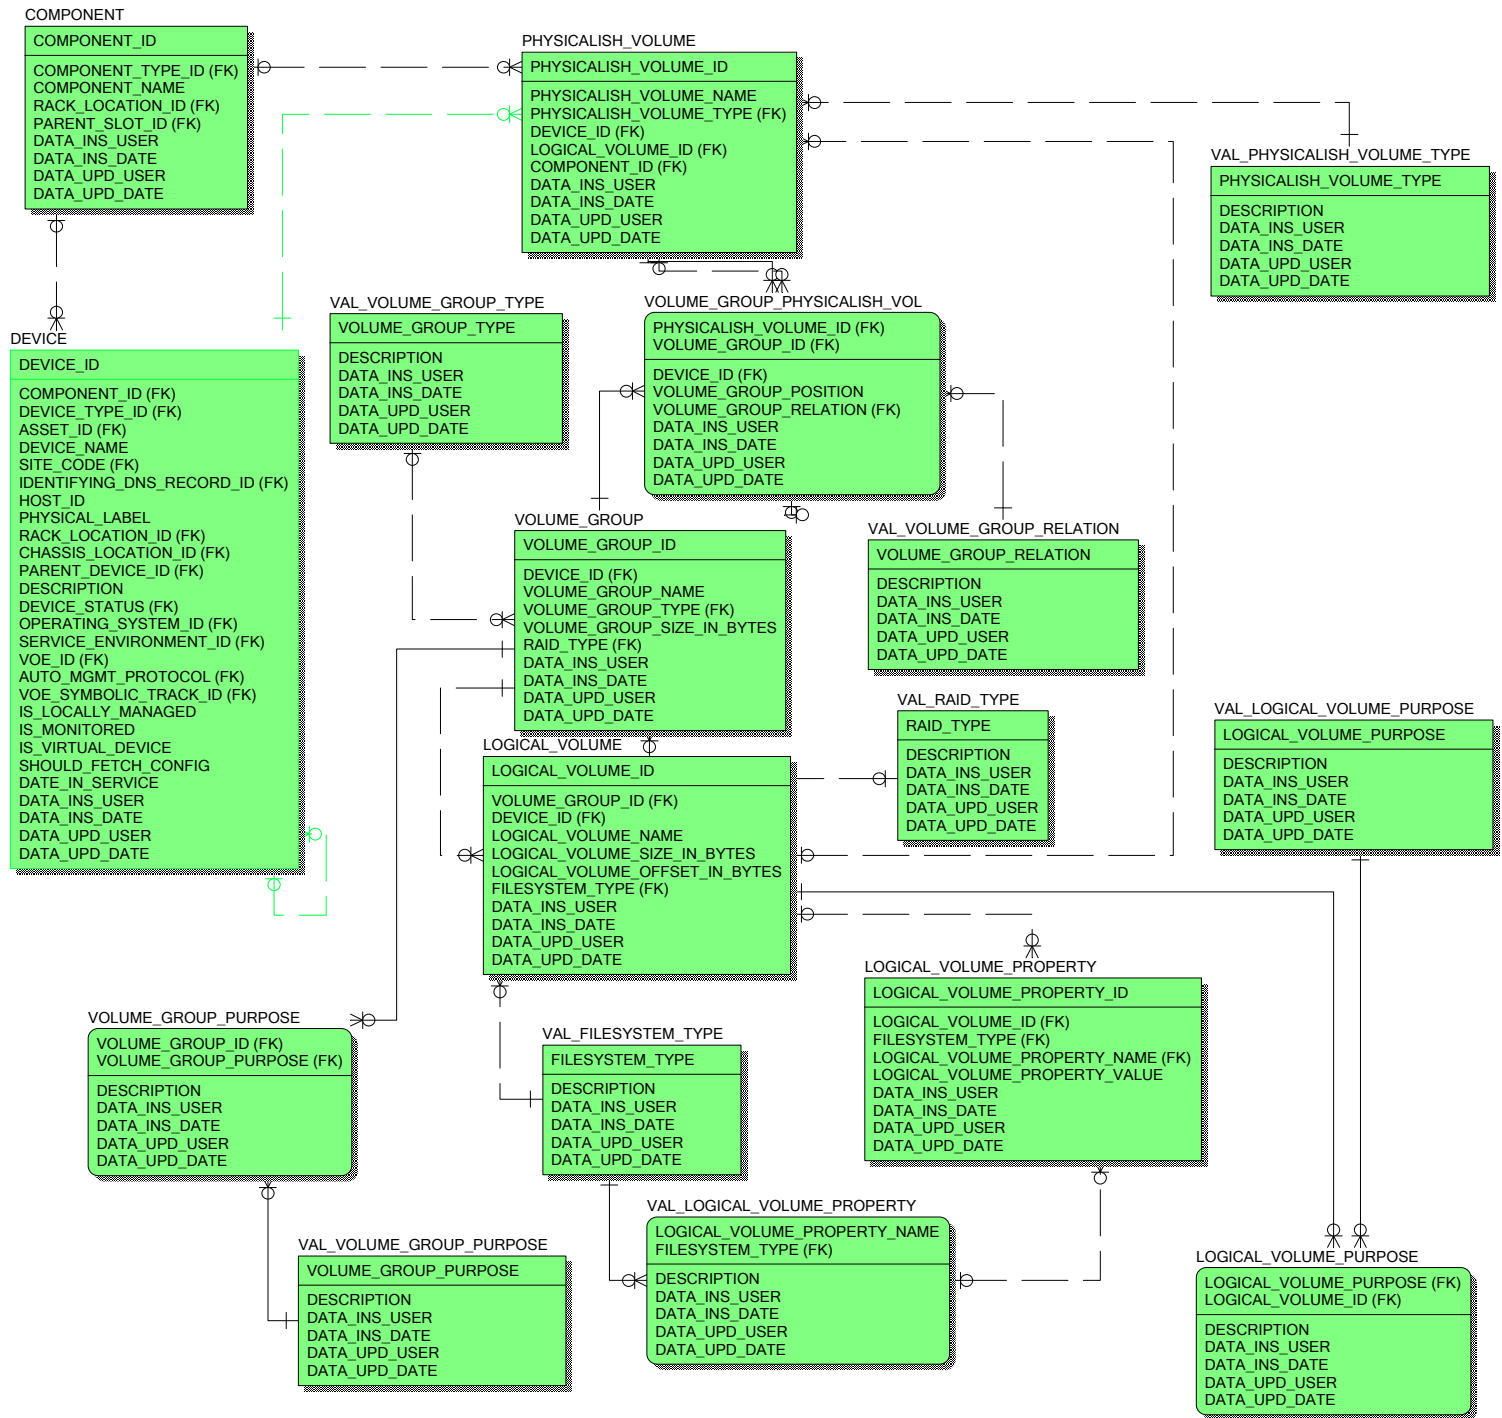 COMPONENT
COMPONENT_ID
COMPONENT_TYPE_ID (FK)
COMPONENT_NAME
RACK_LOCATION_ID (FK)
PARENT_SLOT_ID (FK)
DATA_INS_USER
DATA_INS_DATE
DATA_UPD_USER
DATA_UPD_DATE
PHYSICALISH_VOLUME
PHYSICALISH_VOLUME_ID
PHYSICALISH_VOLUME_NAME
PHYSICALISH_VOLUME_TYPE (FK)
DEVICE_ID (FK)
LOGICAL_VOLUME_ID (FK)
COMPONENT_ID (FK)
DATA_INS_USER
DATA_INS_DATE
DATA_UPD_USER
DATA_UPD_DATE
VAL_PHYSICALISH_VOLUME_TYPE
PHYSICALISH_VOLUME_TYPE
DESCRIPTION
DATA_INS_USER
DATA_INS_DATE
DATA_UPD_USER
DATA_UPD_DATE
DEVICE
DEVICE_ID
COMPONENT_ID (FK)
DEVICE_TYPE_ID (FK)
ASSET_ID (FK)
DEVICE_NAME
SITE_CODE (FK)
IDENTIFYING_DNS_RECORD_ID (FK)
HOST_ID
PHYSICAL_LABEL
RACK_LOCATION_ID (FK)
CHASSIS_LOCATION_ID (FK)
PARENT_DEVICE_ID (FK)
DESCRIPTION
DEVICE_STATUS (FK)
OPERATING_SYSTEM_ID (FK)
SERVICE_ENVIRONMENT_ID (FK)
VOE_ID (FK)
AUTO_MGMT_PROTOCOL (FK)
VOE_SYMBOLIC_TRACK_ID (FK)
IS_LOCALLY_MANAGED
IS_MONITORED
IS_VIRTUAL_DEVICE
SHOULD_FETCH_CONFIG
DATE_IN_SERVICE
DATA_INS_USER
DATA_INS_DATE
DATA_UPD_USER
DATA_UPD_DATE
VAL_VOLUME_GROUP_TYPE
VOLUME_GROUP_TYPE
DESCRIPTION
DATA_INS_USER
DATA_INS_DATE
DATA_UPD_USER
DATA_UPD_DATE
VOLUME_GROUP_PHYSICALISH_VOL
PHYSICALISH_VOLUME_ID (FK)
VOLUME_GROUP_ID (FK)
DEVICE_ID (FK)
VOLUME_GROUP_POSITION
VOLUME_GROUP_RELATION (FK)
DATA_INS_USER
DATA_INS_DATE
DATA_UPD_USER
DATA_UPD_DATE
VOLUME_GROUP
VOLUME_GROUP_ID
DEVICE_ID (FK)
VOLUME_GROUP_NAME
VOLUME_GROUP_TYPE (FK)
VOLUME_GROUP_SIZE_IN_BYTES
RAID_TYPE (FK)
DATA_INS_USER
DATA_INS_DATE
DATA_UPD_USER
DATA_UPD_DATE
VAL_VOLUME_GROUP_RELATION
VOLUME_GROUP_RELATION
DESCRIPTION
DATA_INS_USER
DATA_INS_DATE
DATA_UPD_USER
DATA_UPD_DATE
LOGICAL_VOLUME
LOGICAL_VOLUME_ID
VOLUME_GROUP_ID (FK)
DEVICE_ID (FK)
LOGICAL_VOLUME_NAME
LOGICAL_VOLUME_SIZE_IN_BYTES
LOGICAL_VOLUME_OFFSET_IN_BYTES
FILESYSTEM_TYPE (FK)
DATA_INS_USER
DATA_INS_DATE
DATA_UPD_USER
DATA_UPD_DATE
VAL_RAID_TYPE
RAID_TYPE
DESCRIPTION
DATA_INS_USER
DATA_INS_DATE
DATA_UPD_USER
DATA_UPD_DATE
VAL_LOGICAL_VOLUME_PURPOSE
LOGICAL_VOLUME_PURPOSE
DESCRIPTION
DATA_INS_USER
DATA_INS_DATE
DATA_UPD_USER
DATA_UPD_DATE
VOLUME_GROUP_PURPOSE
VOLUME_GROUP_ID (FK)
VOLUME_GROUP_PURPOSE (FK)
DESCRIPTION
DATA_INS_USER
DATA_INS_DATE
DATA_UPD_USER
DATA_UPD_DATE
VAL_FILESYSTEM_TYPE
FILESYSTEM_TYPE
DESCRIPTION
DATA_INS_USER
DATA_INS_DATE
DATA_UPD_USER
DATA_UPD_DATE
LOGICAL_VOLUME_PROPERTY
LOGICAL_VOLUME_PROPERTY_ID
LOGICAL_VOLUME_ID (FK)
FILESYSTEM_TYPE (FK)
LOGICAL_VOLUME_PROPERTY_NAME (FK)
LOGICAL_VOLUME_PROPERTY_VALUE
DATA_INS_USER
DATA_INS_DATE
DATA_UPD_USER
DATA_UPD_DATE
VAL_VOLUME_GROUP_PURPOSE
VOLUME_GROUP_PURPOSE
DESCRIPTION
DATA_INS_USER
DATA_INS_DATE
DATA_UPD_USER
DATA_UPD_DATE
VAL_LOGICAL_VOLUME_PROPERTY
LOGICAL_VOLUME_PROPERTY_NAME
FILESYSTEM_TYPE (FK)
DESCRIPTION
DATA_INS_USER
DATA_INS_DATE
DATA_UPD_USER
DATA_UPD_DATE
LOGICAL_VOLUME_PURPOSE
LOGICAL_VOLUME_PURPOSE (FK)
LOGICAL_VOLUME_ID (FK)
DESCRIPTION
DATA_INS_USER
DATA_INS_DATE
DATA_UPD_USER
DATA_UPD_DATE